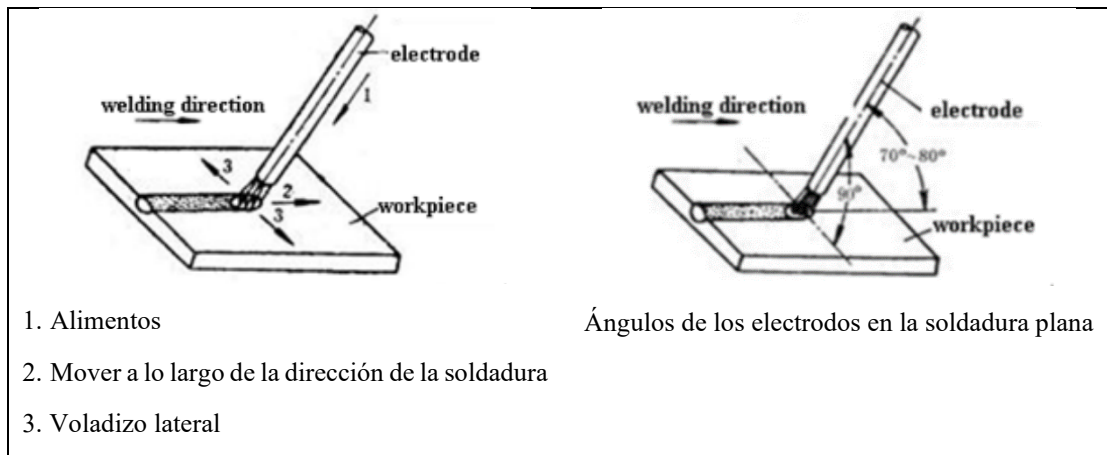 electrode
1
welding direction
3
2
3
workpiece
1. Alimentos
2. Mover a lo largo de la dirección de la soldadura
3. Voladizo lateral
welding direction
electrode
70°~80°
90°
workpiece
Ángulos de los electrodos en la soldadura plana